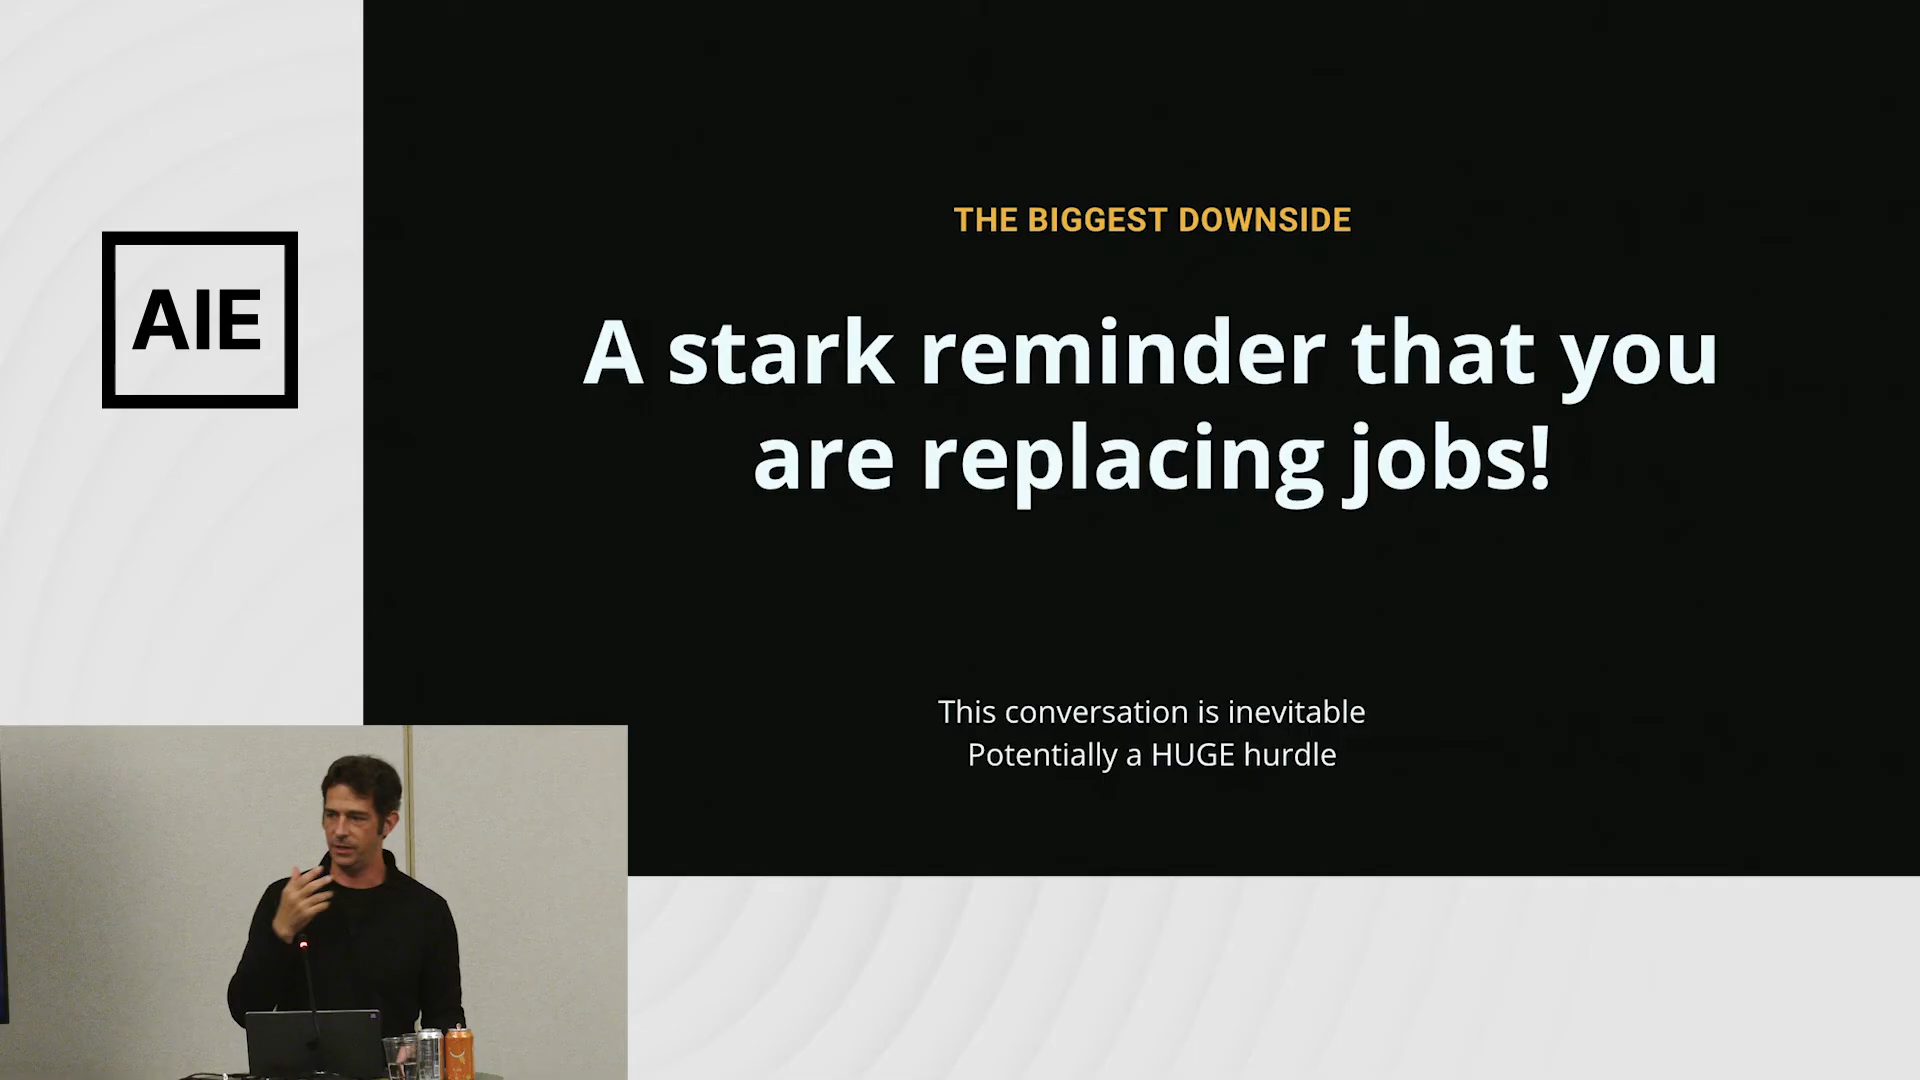 AIE
THE BIGGEST DOWNSIDE
A stark reminder that you
are replacing jobs!
This conversation is inevitable
Potentially a HUGE hurdle